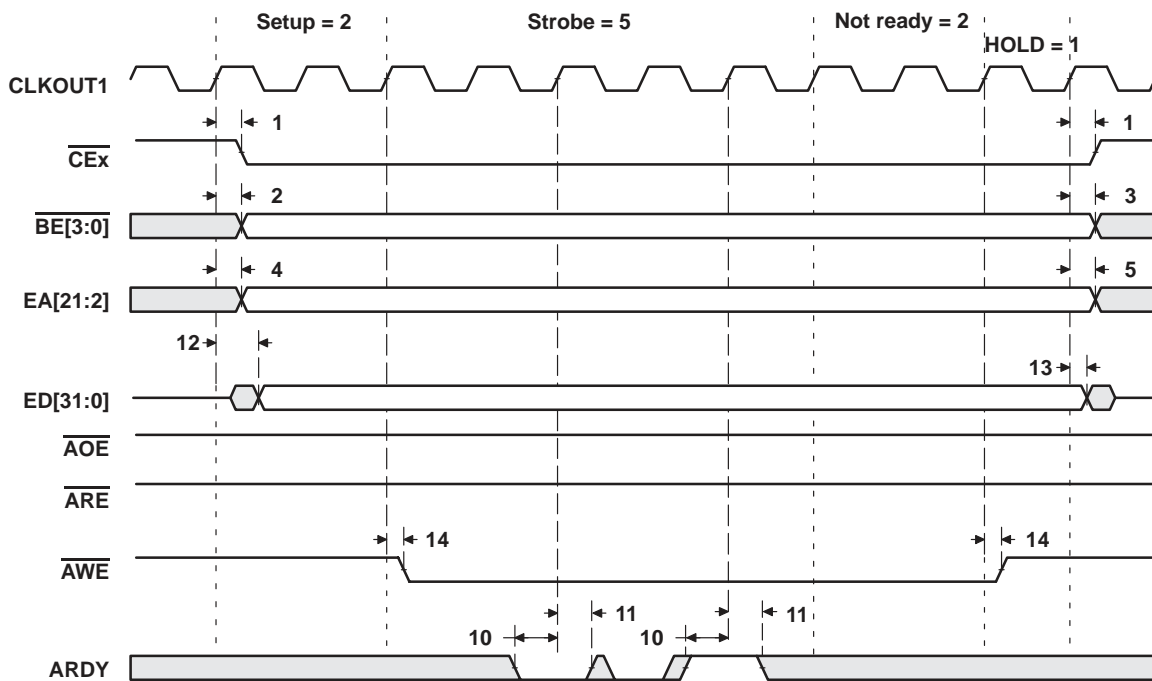 Setup = 2
Strobe = 5
Not ready = 2
HOLD = 1
CLKOUT1
1
1
CEx
2
3
BE[3:0]
4
5
EA[21:2]
12
13
ED[31:0]
AOE
ARE
14
14
AWE
11
11
10
10
ARDY